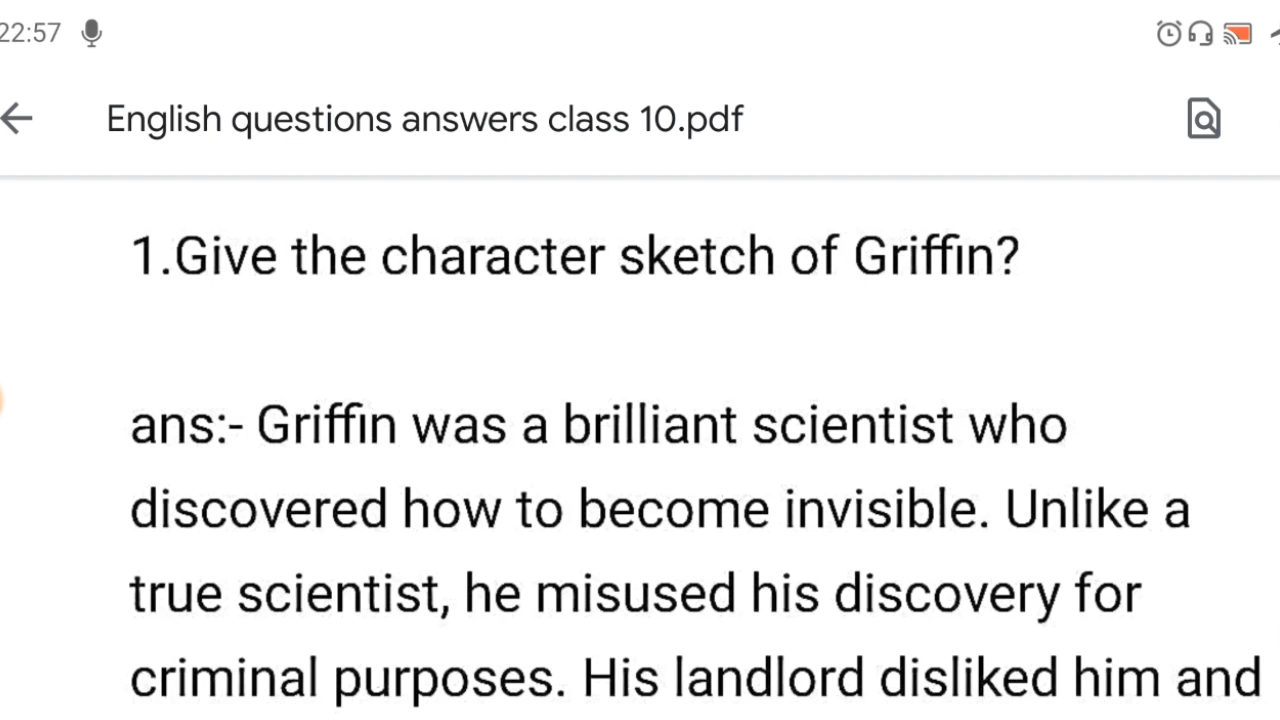 22:57
English questions answers class 10.pdf
1.Give the character sketch of Griffin?
ans:- Griffin was a brilliant scientist who
discovered how to become invisible. Unlike a
true scientist, he misused his discovery for
criminal purposes. His landlord disliked him and